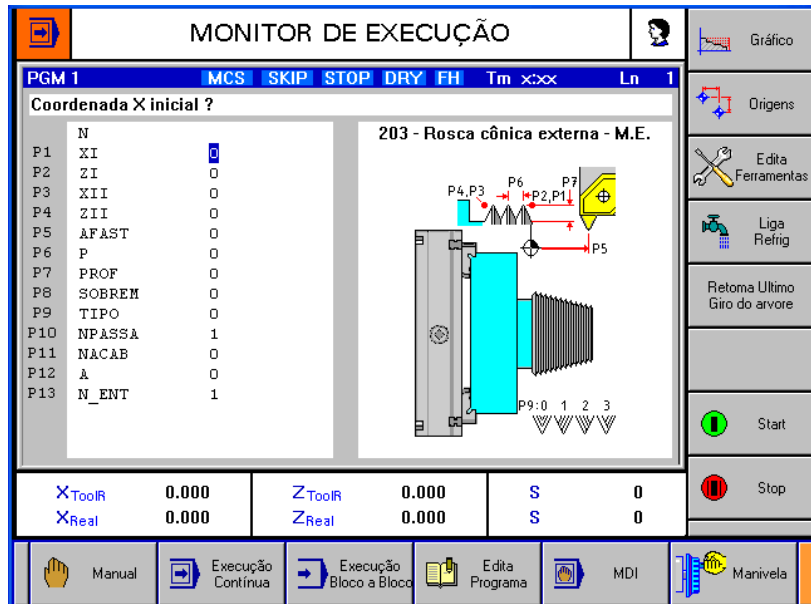 MONITOR DE EXECUÇÃO
PGM 1 MCS SKIP STOP DRY FH Tm x:xx Ln 1
Coordenada X inicial ?
N
P1 XI 0
P2 ZI 0
P3 XII 0
P4 ZII 0
P5 AFAST 0
P6 P 0
P7 PROF 0
P8 SOBREM 0
P9 TIPO 0
P10 NPASSA 1
P11 NACAB 0
P12 A 0
P13 N_ENT 1
203 - Rosca cônica externa - M.E.
P4,P3 P6 P2,P1 P7
P5
P9:0 1 2 3
XToolR 0.000 ZToolR 0.000 S 0
XReal 0.000 ZReal 0.000 S 0
Gráfico
Origens
Edita
Ferramentas
Liga
Refrig
Retoma Ultimo
Giro do arvore
Start
Stop
Manual
Execução
Contínua
Execução
Bloco a Bloco
Edita
Programa
MDI
Manivela